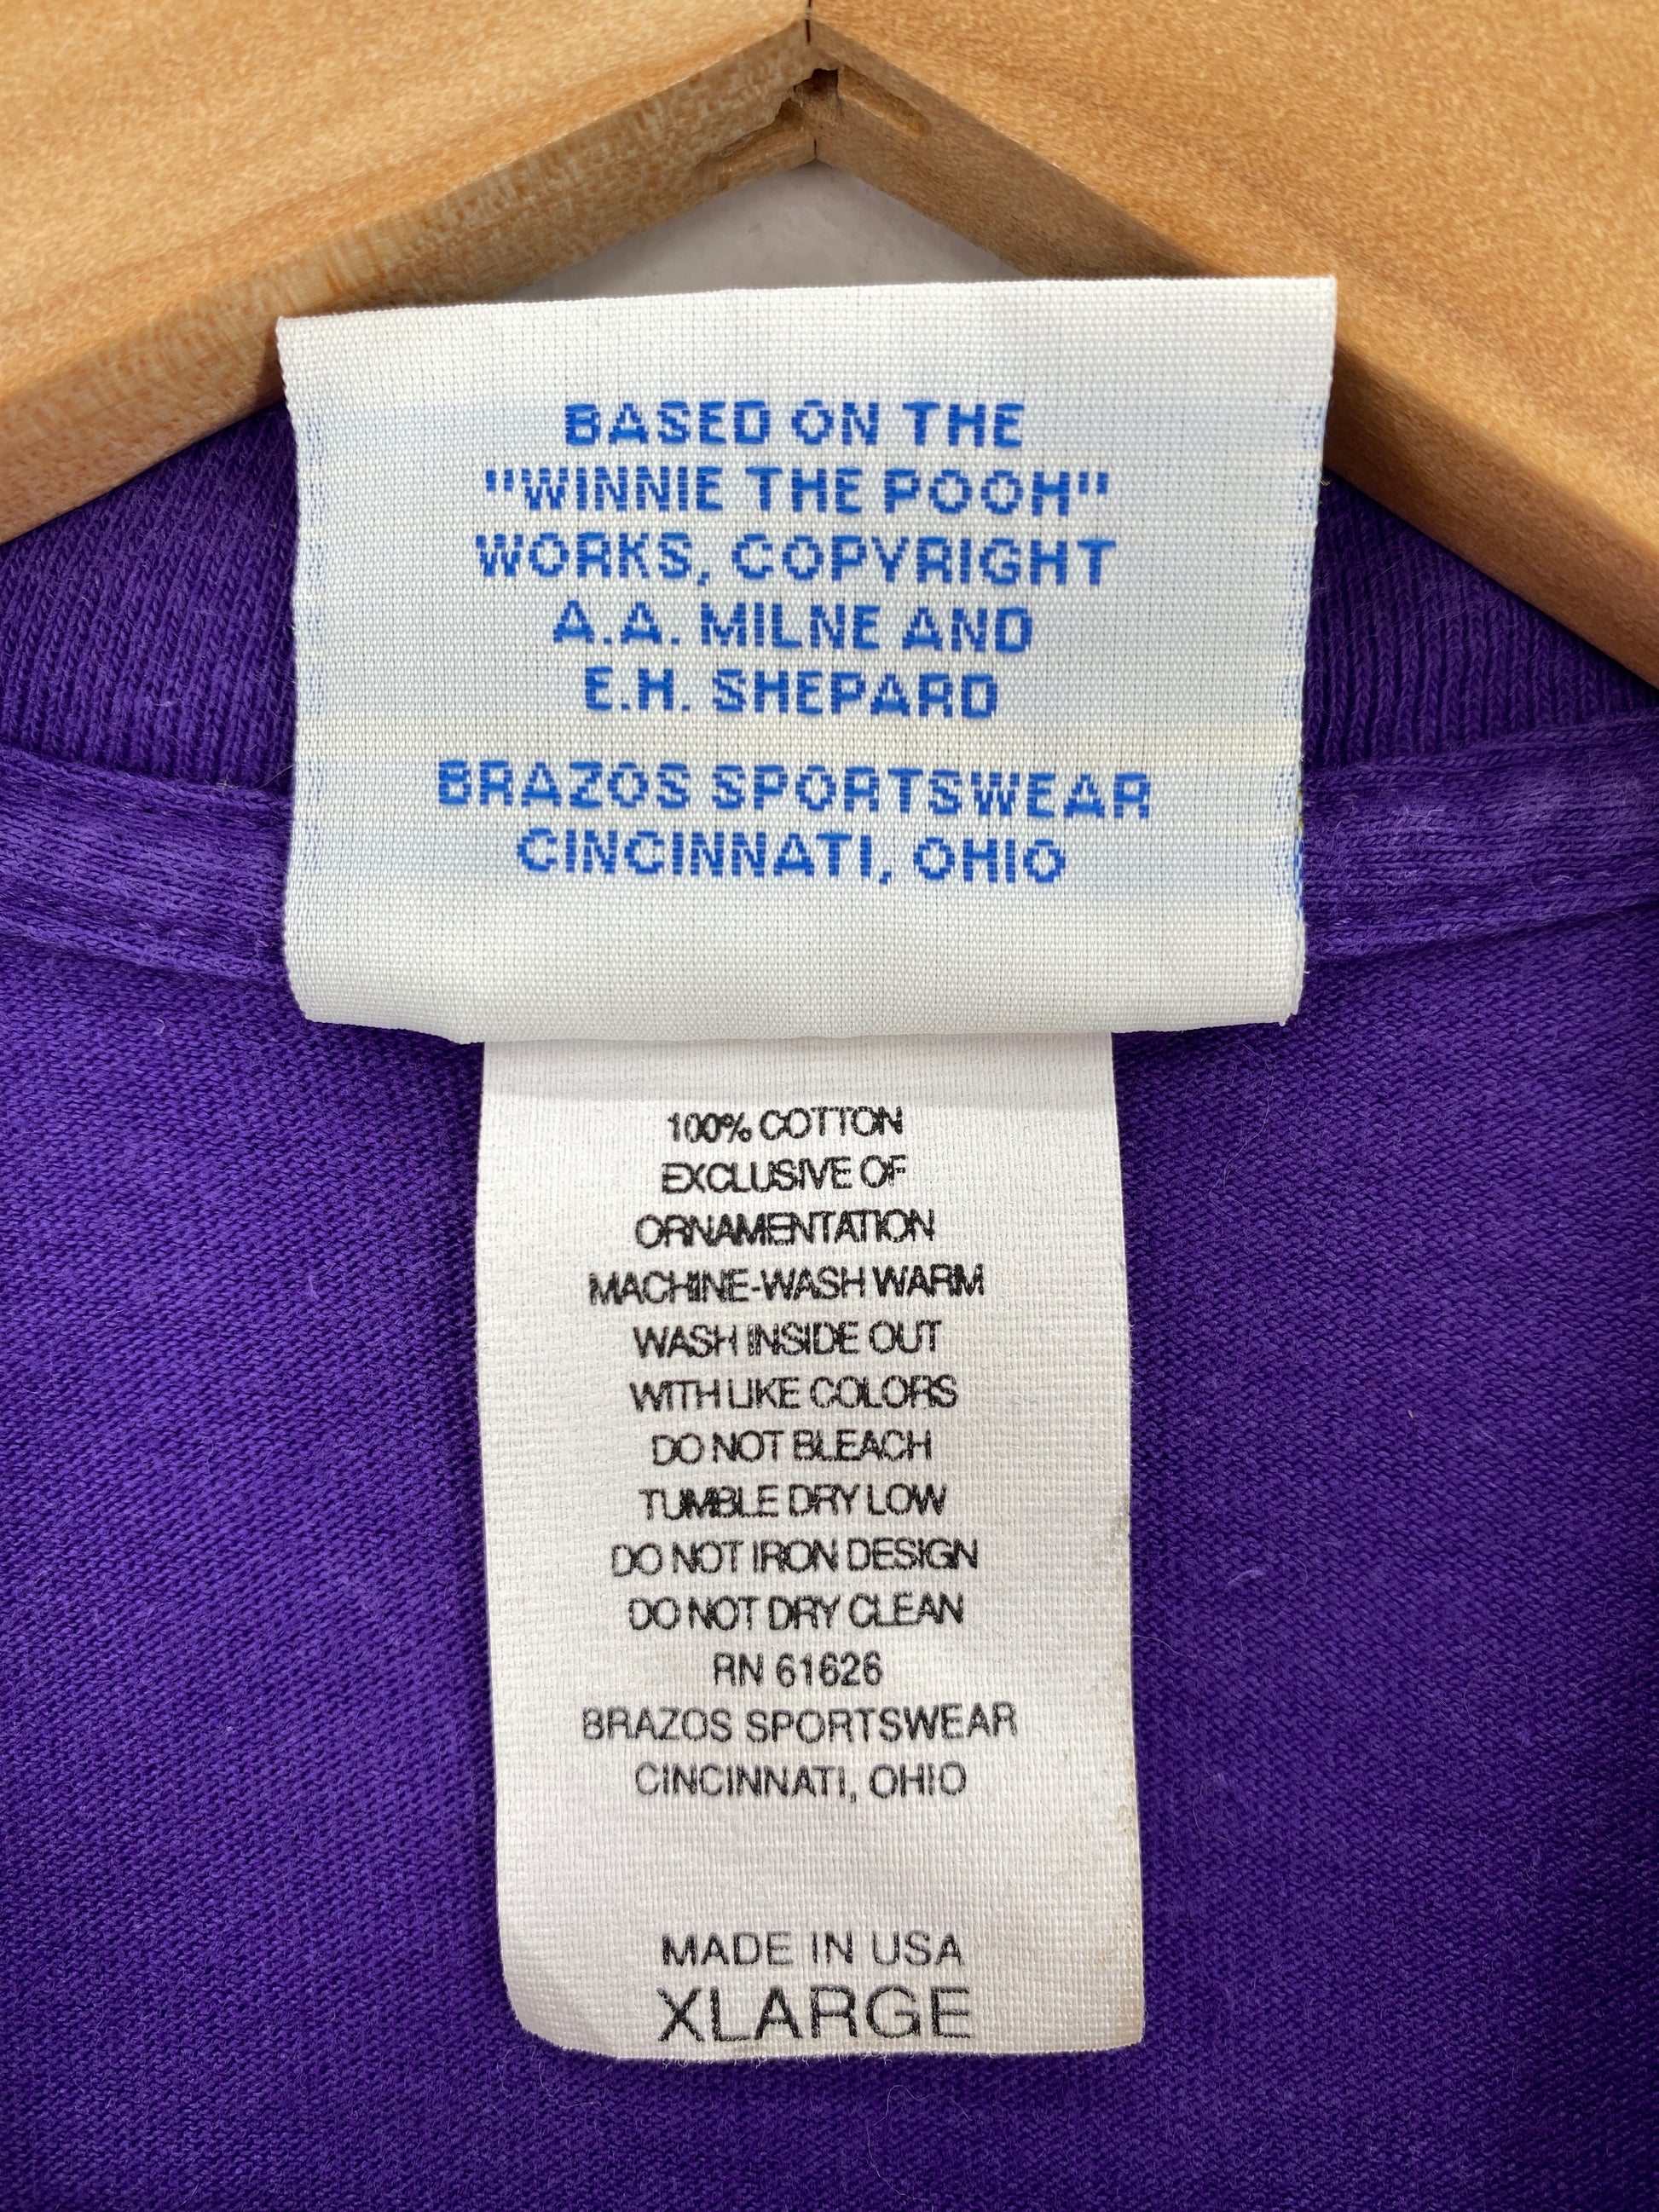 BASED ON THE
"WINNIE THE POOH"
WORKS, COPYRIGHT
A.A. MILNE AND
E.H. SHEPARD
BRAZOS SPORTSWEAR
CINCINNATI, OHIO
100% COTTON
EXCLUSIVE OF
ORNAMENTATION
MACHINE-WASH WARM
WASH INSIDE OUT
WITH LIKE COLORS
DO NOT BLEACH
TUMBLE DRY LOW
DO NOT IRON DESIGN
DO NOT DRY CLEAN
RN 61626
BRAZOS SPORTSWEAR
CINCINNATI, OHIO
MADE IN USA
XLARGE